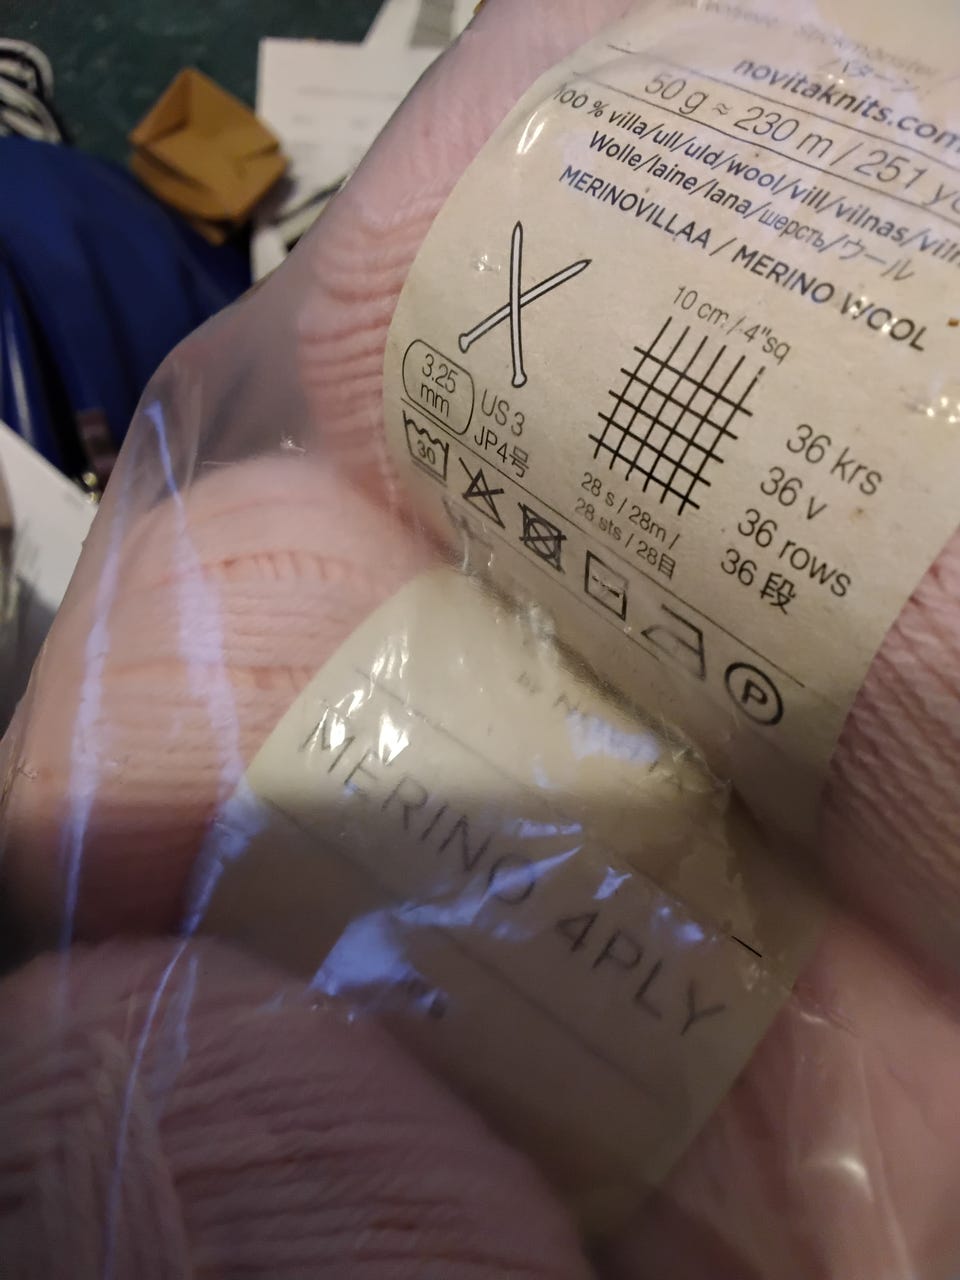 novitaknits.com
50 g ≈ 230 m / 251
100 % villa/ull/uld/wool/vill/vilnas/
Wolle/laine/lana/шерсть/ウール
MERINOVILLAA / MERINO WOOL
10 cm / 4"sq
3.25
mm
US 3
JP4号
30
28 s / 28m /
28 sts / 28目
36 krs
36 v
36 rows
36 段
P
MERINO 4PLY